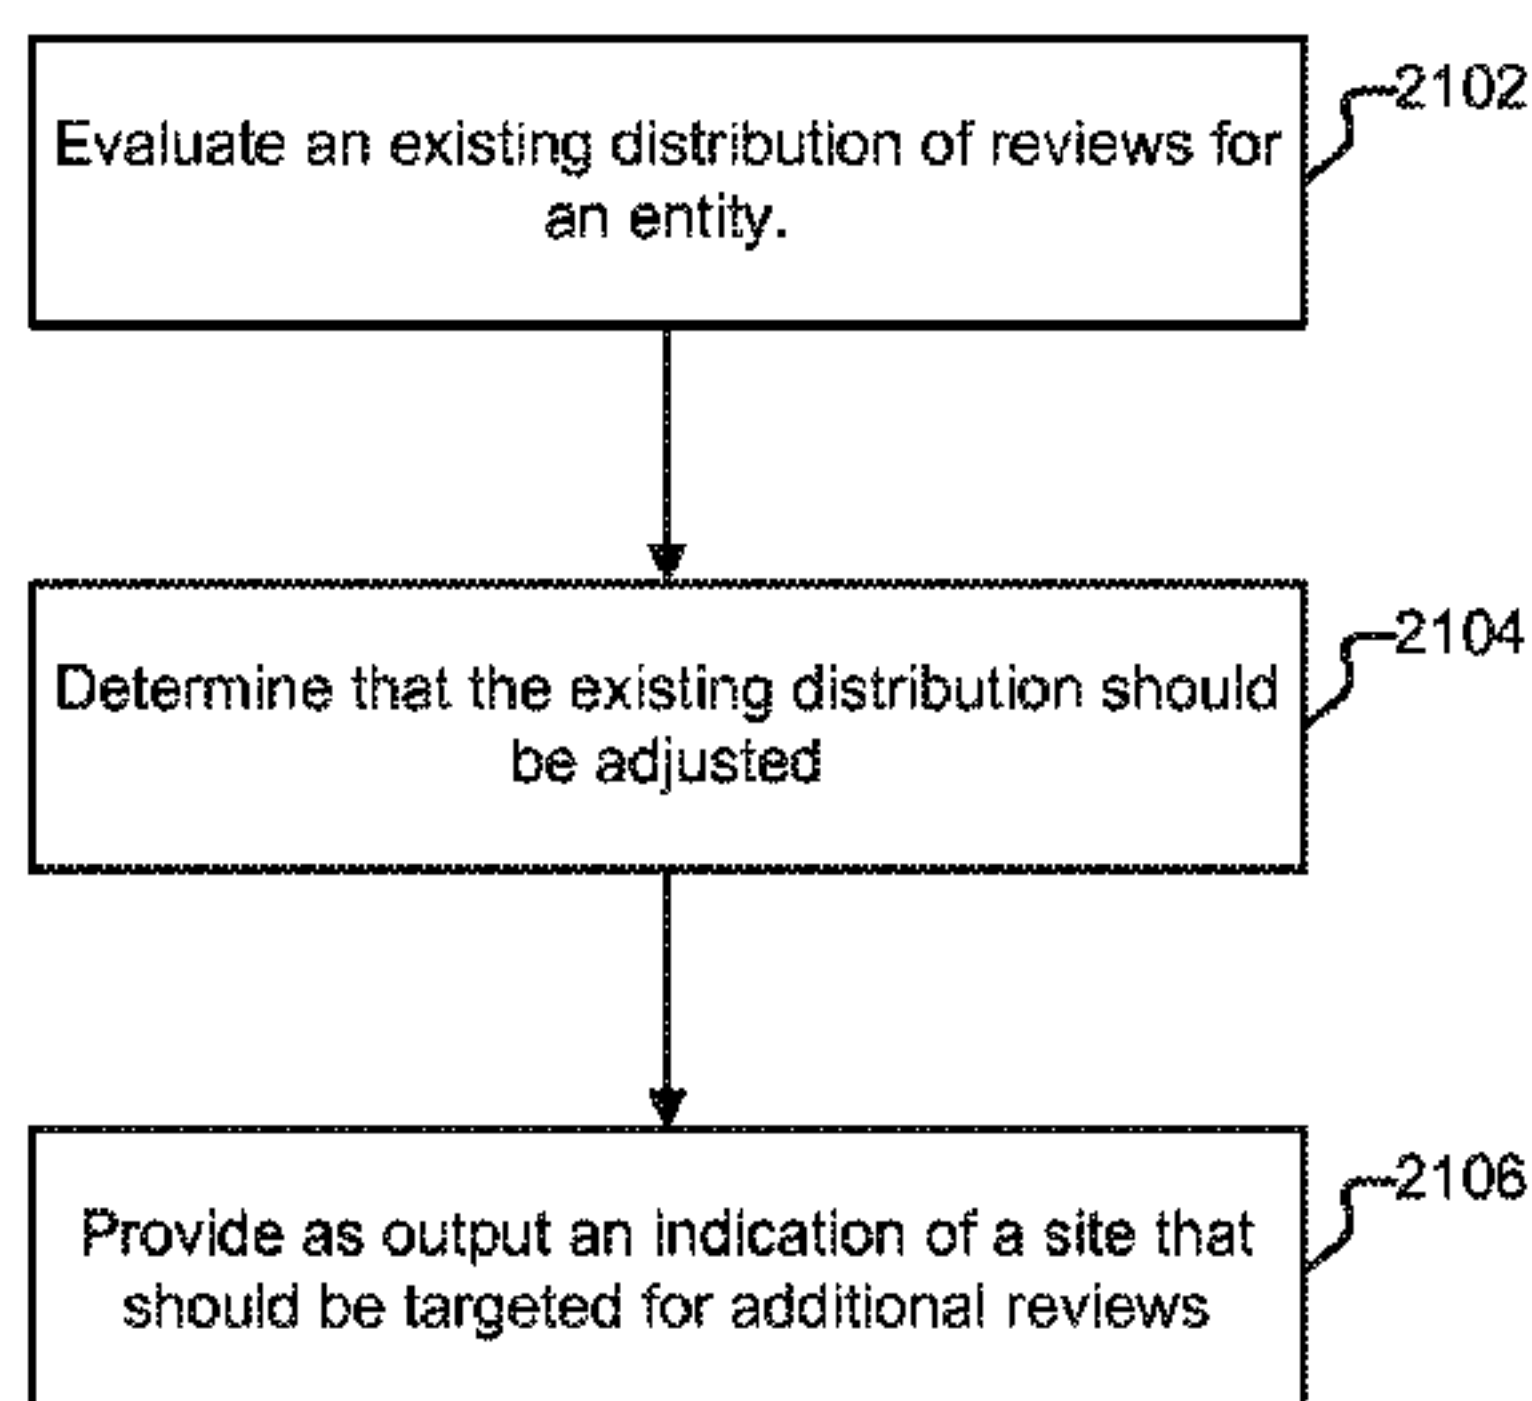 2102
Evaluate an existing distribution of reviews for
an entity.
2104
Determine that the existing distribution should
be adjusted
2106
Provide as output an indication of a site that
should be targeted for additional reviews